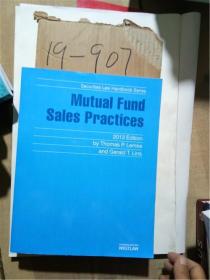 19-907
Securities Law Handbook Series
Mutual Fund
Sales Practices
2013 Edition
by Thomas P. Lemke
and Gerald T. Lins
WESTLAW